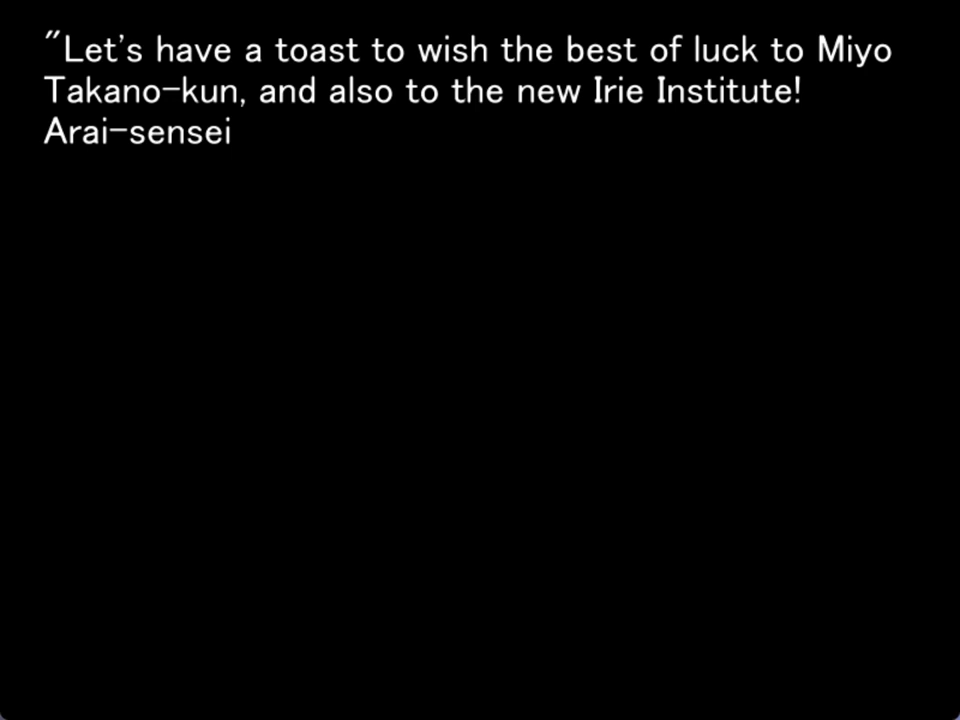 "Let's have a toast to wish the best of luck to Miyo
Takano-kun, and also to the new Irie Institute!
Arai-sensei